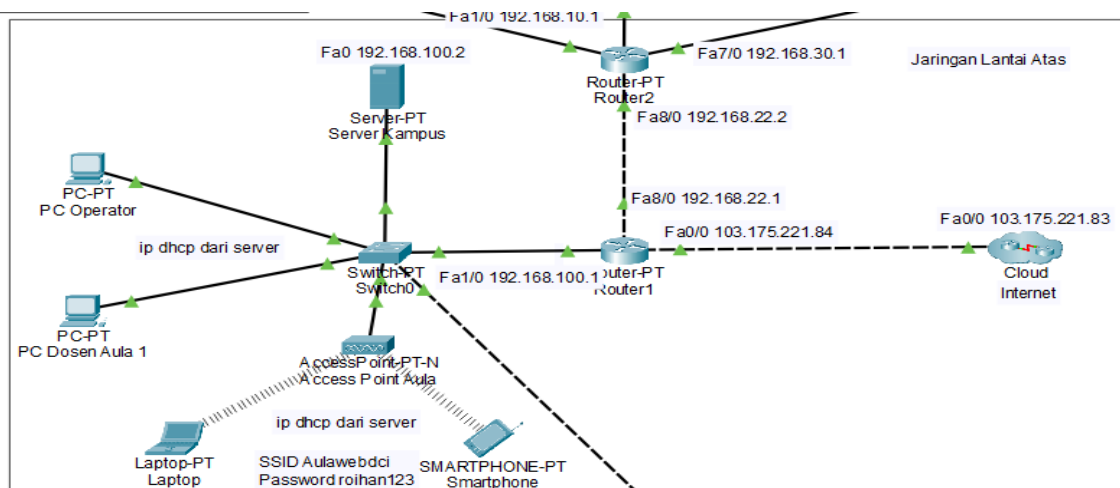 Fa1/0 192.168.10.1
Fa0 192.168.100.2
Fa7/0 192.168.30.1
Jaringan Lantai Atas
Router-PT
Router2
Server-PT
Server Kampus
Fa8/0 192.168.22.2
PC-PT
PC Operator
Fa8/0 192.168.22.1
Fa0/0 103.175.221.83
Fa0/0 103.175.221.84
ip dhcp dari server
Switch-PT
Switch0
Fa1/0 192.168.100.1
outer-PT
Router1
Cloud
Internet
PC-PT
PC Dosen Aula 1
AccessPoint-PT-N
Access Point Aula
ip dhcp dari server
Laptop-PT
Laptop
SSID Aulawebdci
Password roihan123
SMARTPHONE-PT
Smartphone